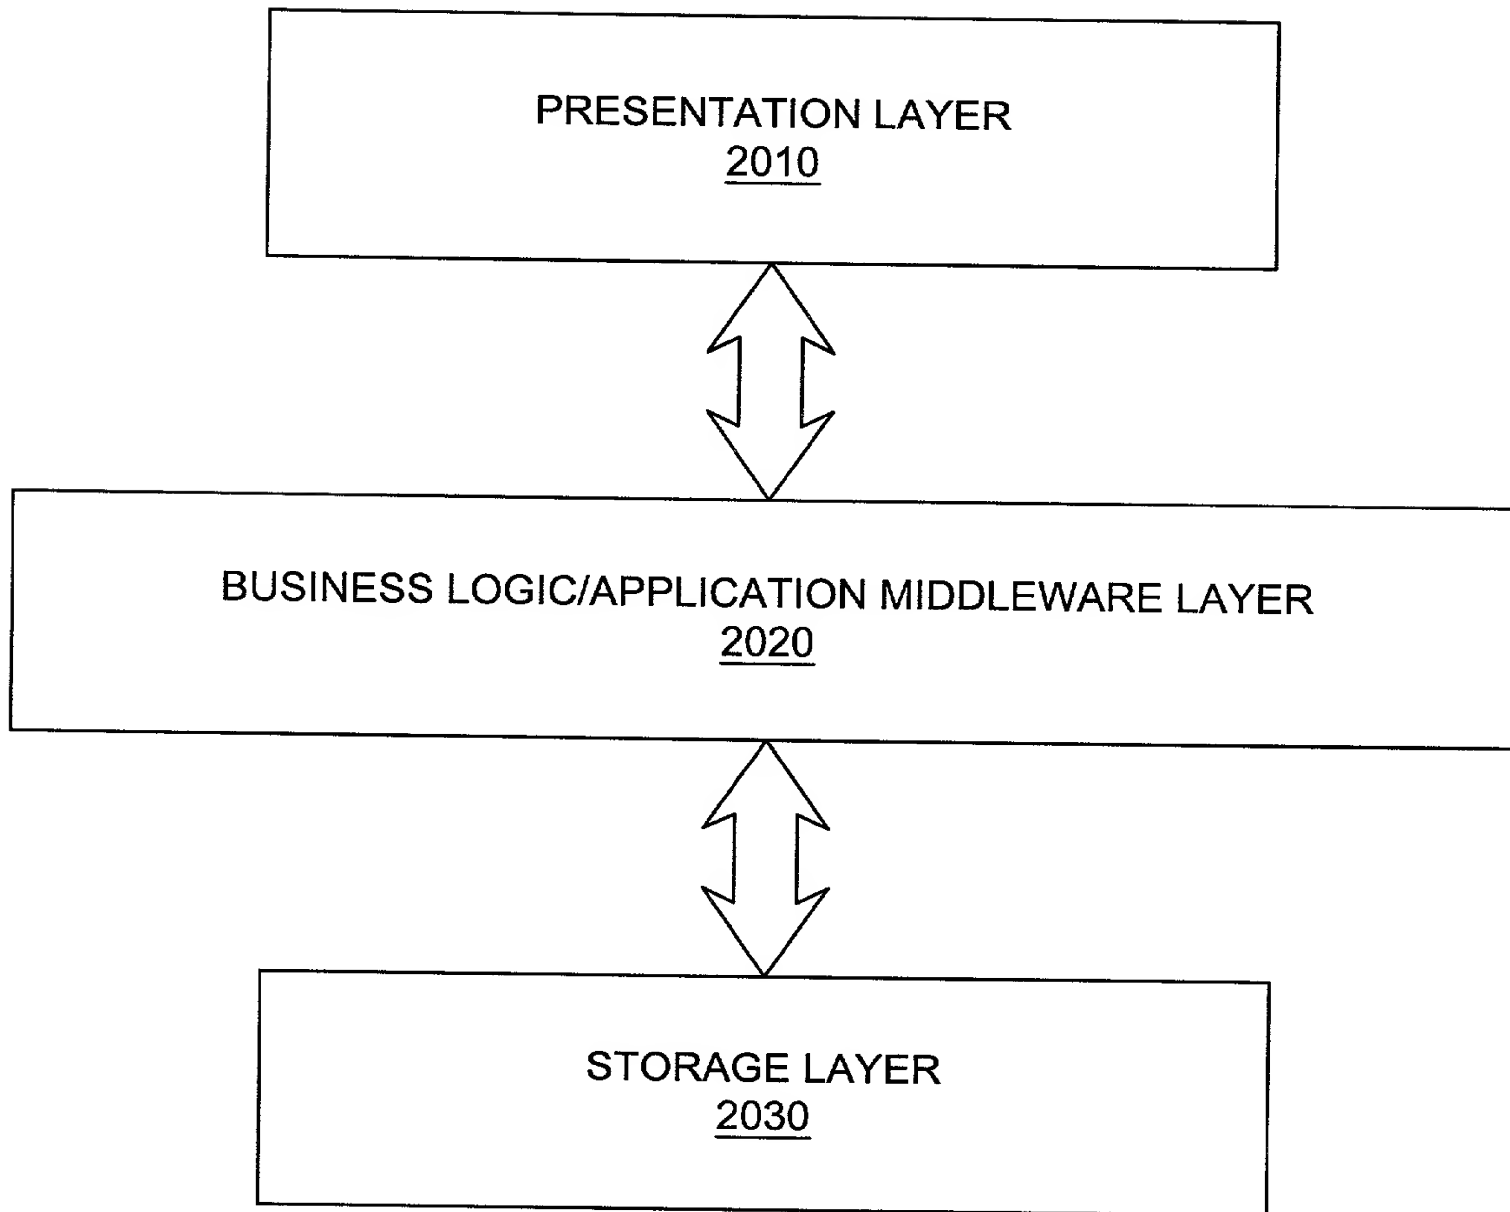 PRESENTATION LAYER
2010
BUSINESS LOGIC/APPLICATION MIDDLEWARE LAYER
2020
STORAGE LAYER
2030